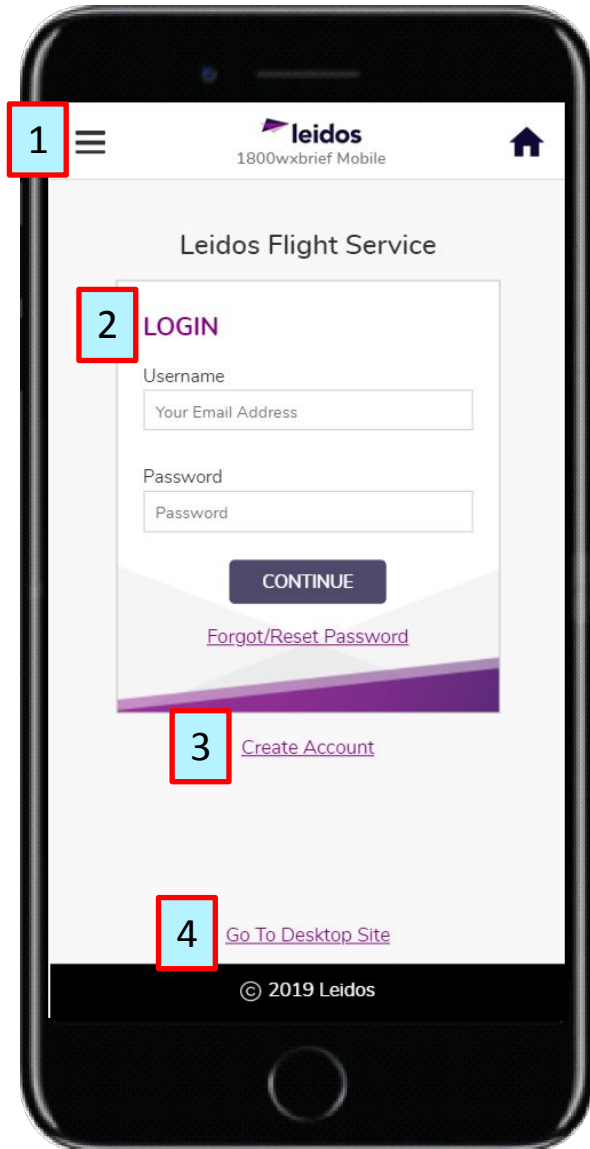 1
leidos
1800wxbrief Mobile
Leidos Flight Service
2
LOGIN
Username
Your Email Address
Password
Password
CONTINUE
Forgot/Reset Password
3
Create Account
4
Go To Desktop Site
© 2019 Leidos